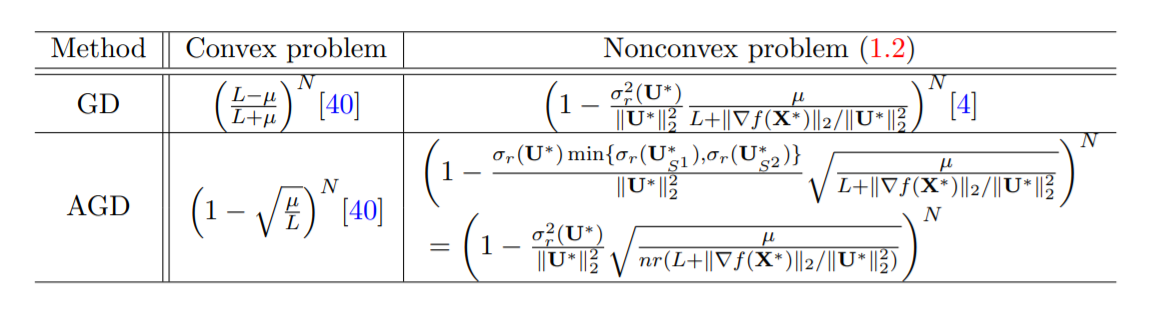 Method Convex problem Nonconvex problem (1.2)
GD $\left(\frac{L-\mu}{L+\mu}\right)^N$ [40] $\left(1-\frac{\sigma_r^2(\mathbf{U}^*)}{\|\mathbf{U}^*\|_2^2}\frac{\mu}{L+\|\nabla f(\mathbf{X}^*)\|_2/\|\mathbf{U}^*\|_2^2}\right)^N$ [4]
AGD $\left(1-\sqrt{\frac{\mu}{L}}\right)^N$ [40] $\left(1-\frac{\sigma_r(\mathbf{U}^*)\min\{\sigma_r(\mathbf{U}^*_{S^1}),\sigma_r(\mathbf{U}^*_{S^2})\}}{\|\mathbf{U}^*\|_2^2}\sqrt{\frac{\mu}{L+\|\nabla f(\mathbf{X}^*)\|_2/\|\mathbf{U}^*\|_2^2}}\right)^N$
$=\left(1-\frac{\sigma_r^2(\mathbf{U}^*)}{\|\mathbf{U}^*\|_2^2}\sqrt{\frac{\mu}{nr(L+\|\nabla f(\mathbf{X}^*)\|_2/\|\mathbf{U}^*\|_2^2)}}\right)^N$